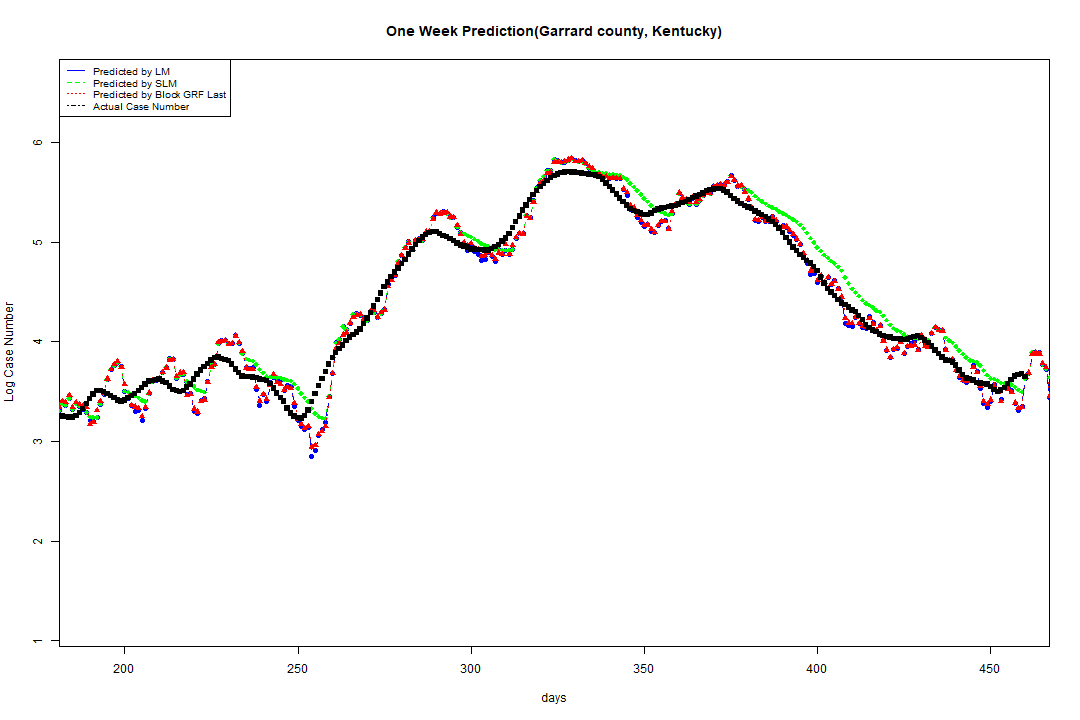 One Week Prediction(Garrard county, Kentucky)
Predicted by LM
Predicted by SLM
Predicted by Block GRF Last
Actual Case Number
Log Case Number
6
5
4
3
2
1
200 250 300 350 400 450
days